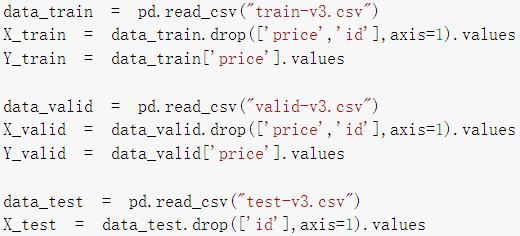 data_train = pd.read_csv("train-v3.csv")
X_train = data_train.drop(['price','id'],axis=1).values
Y_train = data_train['price'].values
data_valid = pd.read_csv("valid-v3.csv")
X_valid = data_valid.drop(['price','id'],axis=1).values
Y_valid = data_valid['price'].values
data_test = pd.read_csv("test-v3.csv")
X_test = data_test.drop(['id'],axis=1).values